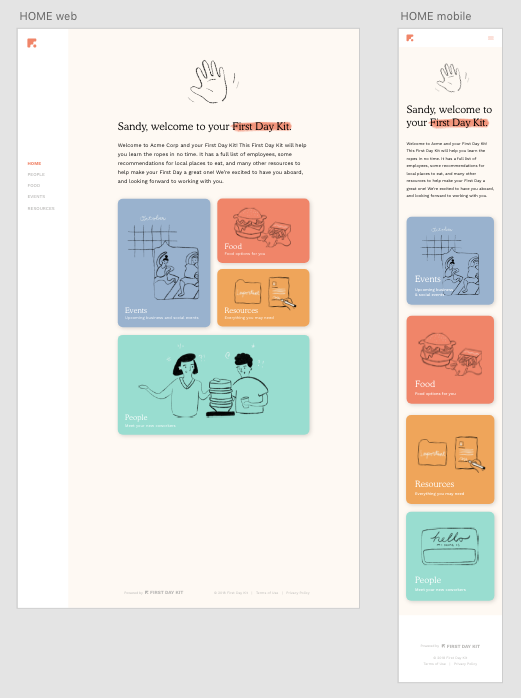 HOME web
HOME
PEOPLE
FOOD
EVENTS
RESOURCES
Sandy, welcome to your First Day Kit.
Welcome to Acme Corp and your First Day Kit! This First Day Kit will help
you learn the ropes in no time. It has a full list of employees, some
recommendations for local places to eat, and many other resources to
help make your First Day a great one! We're excited to have you aboard,
and looking forward to working with you.
Events
Upcoming business and social events
Food
Food options for you
Resources
Everything you may need
People
Meet your new coworkers
Powered by FIRST DAY KIT
Terms of Use | Privacy Policy
HOME mobile
Sandy, welcome to
your First Day Kit.
Welcome to Acme and your First Day Kit!
This First Day Kit will help you learn the
ropes in no time. It has a full list of
employees, some recommendations for
local places to eat, and many other
resources to help make your First Day a
great one! We're excited to have you aboard,
and looking forward to working with you.
Events
Upcoming business
& social events
Food
Food options for you
Resources
Everything you may need
hello
People
Meet your new coworkers
Powered by FIRST DAY KIT
Terms of Use | Privacy Policy